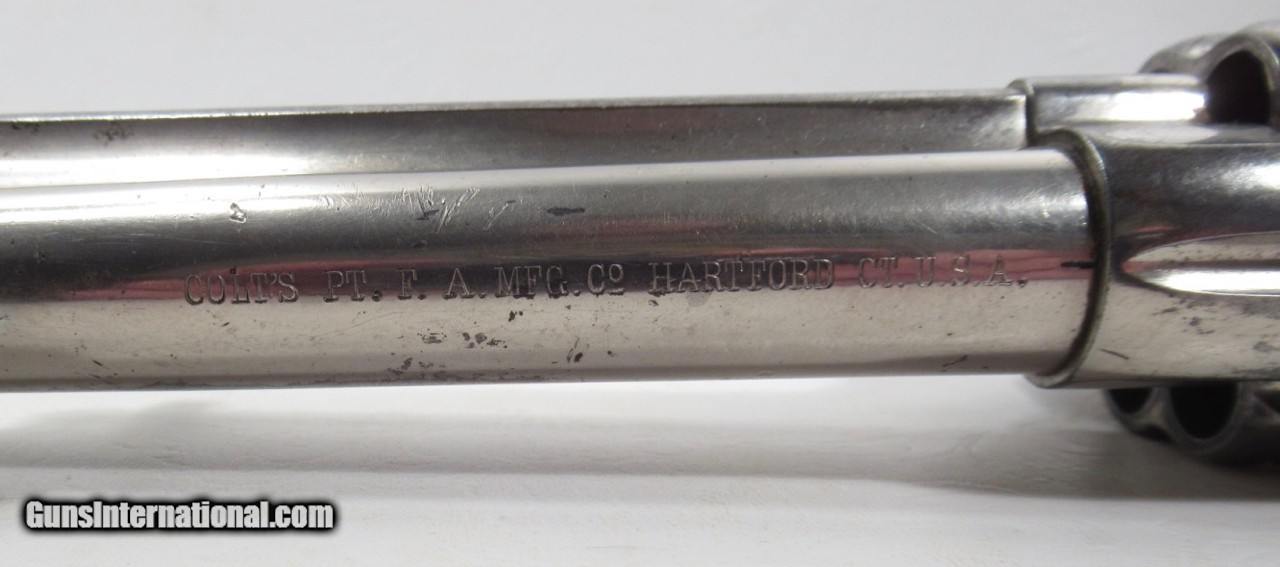 COLT'S PT. F. A. MFG. Cº HARTFORD CT. U.S.A.
GunsInternational.com